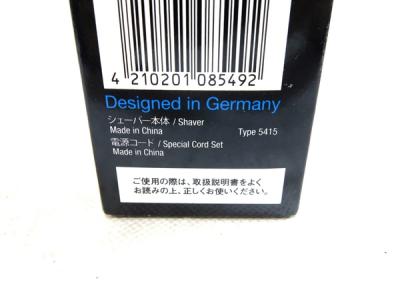 4 210201 085492
Designed in Germany
シェーバー本体 / Shaver
Made in China Type 5415
電源コード / Special Cord Set
Made in China
ご使用の際は、取扱説明書をよく
お読みの上、正しくお使いください。